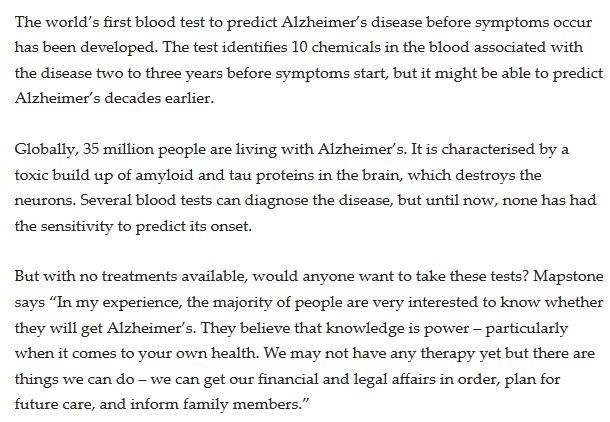 The world's first blood test to predict Alzheimer's disease before symptoms occur
has been developed. The test identifies 10 chemicals in the blood associated with
the disease two to three years before symptoms start, but it might be able to predict
Alzheimer's decades earlier.
Globally, 35 million people are living with Alzheimer's. It is characterised by a
toxic build up of amyloid and tau proteins in the brain, which destroys the
neurons. Several blood tests can diagnose the disease, but until now, none has had
the sensitivity to predict its onset.
But with no treatments available, would anyone want to take these tests? Mapstone
says “In my experience, the majority of people are very interested to know whether
they will get Alzheimer's. They believe that knowledge is power – particularly
when it comes to your own health. We may not have any therapy yet but there are
things we can do – we can get our financial and legal affairs in order, plan for
future care, and inform family members.”